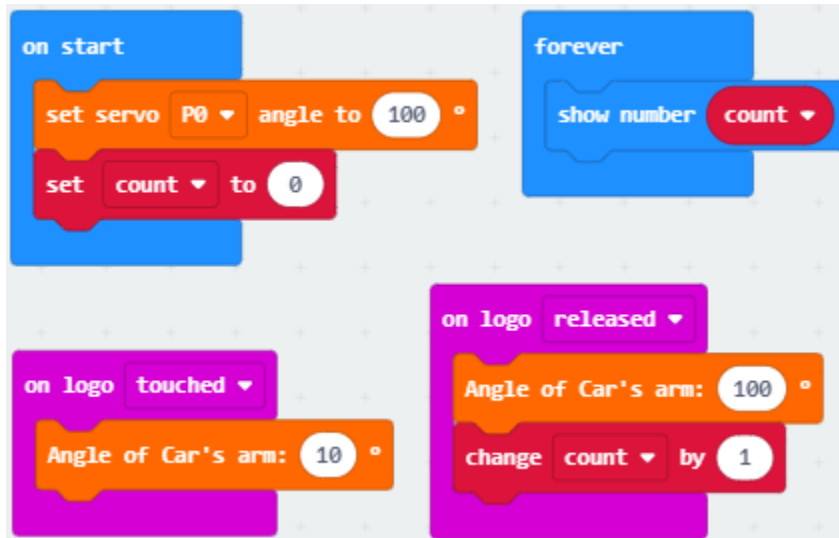 on start
set servo P0 angle to 100 °
set count to 0
forever
show number count
on logo touched
Angle of Car's arm: 10 °
on logo released
Angle of Car's arm: 100 °
change count by 1